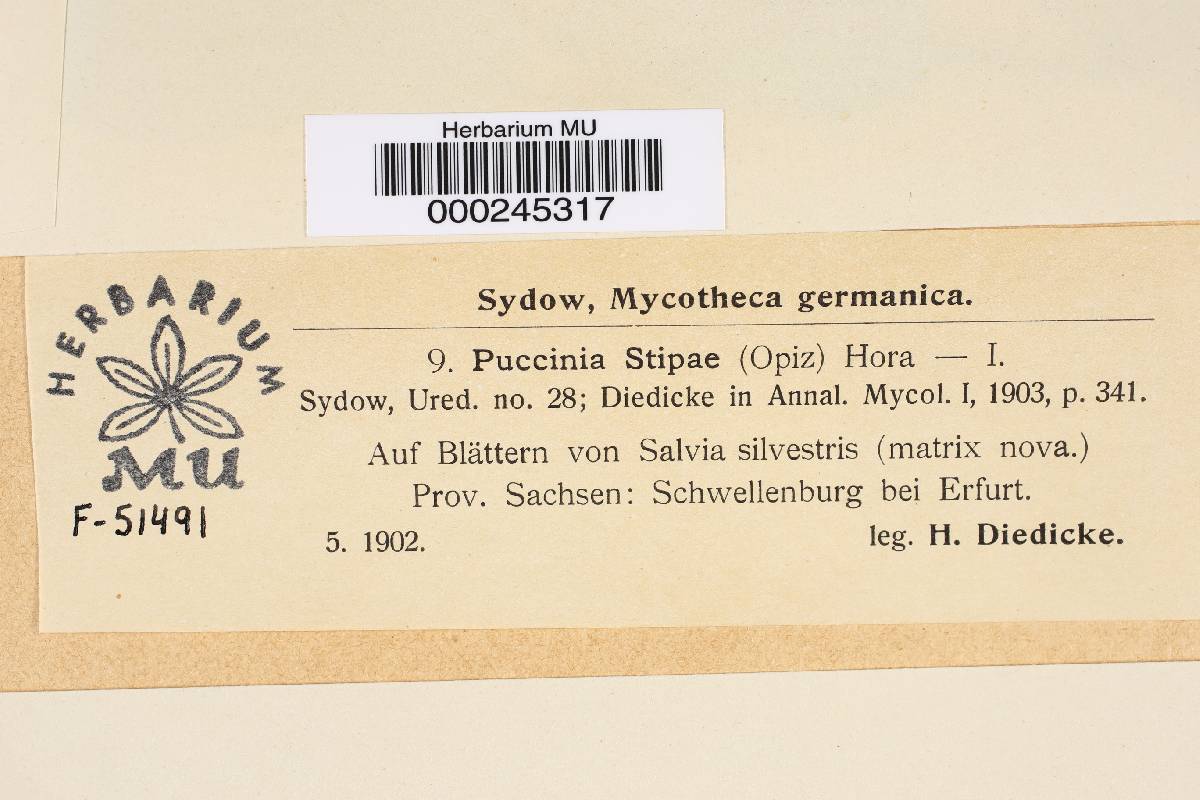 Herbarium MU
000245317
HERBARIUM
MU
F-51491
Sydow, Mycotheca germanica.
9. Puccinia Stipae (Opiz) Hora — I.
Sydow, Ured. no. 28; Diedicke in Annal. Mycol. I, 1903, p. 341.
Auf Blättern von Salvia silvestris (matrix nova.)
Prov. Sachsen: Schwellenburg bei Erfurt.
5. 1902. leg. H. Diedicke.